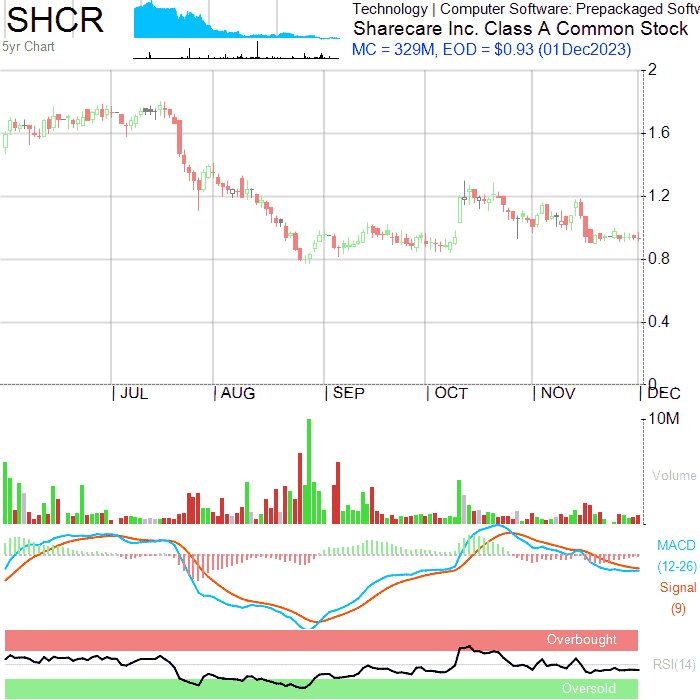 SHCR
5yr Chart
Technology | Computer Software: Prepackaged Softw
Sharecare Inc. Class A Common Stock
MC = 329M, EOD = $0.93 (01Dec2023)
2
1.6
1.2
0.8
0.4
0
| JUL | AUG | SEP | OCT | NOV | DEC
10M
Volume
MACD
(12-26)
Signal
(9)
Overbought
RSI(14)
Oversold